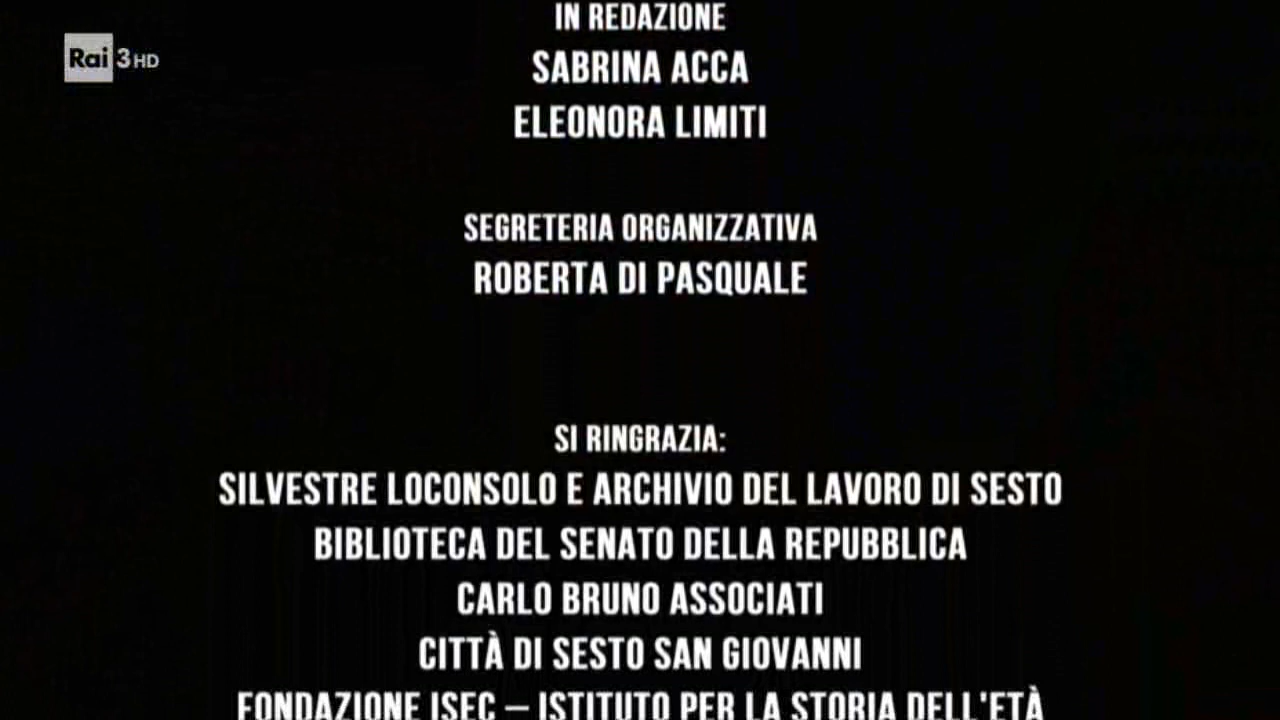 IN REDAZIONE
Rai 3 HD
SABRINA ACCA
ELEONORA LIMITI
SEGRETERIA ORGANIZZATIVA
ROBERTA DI PASQUALE
SI RINGRAZIA:
SILVESTRE LOCONSOLO E ARCHIVIO DEL LAVORO DI SESTO
BIBLIOTECA DEL SENATO DELLA REPUBBLICA
CARLO BRUNO ASSOCIATI
CITTÀ DI SESTO SAN GIOVANNI
FONDAZIONE ISEC – ISTITUTO PER LA STORIA DELL'ETÀ